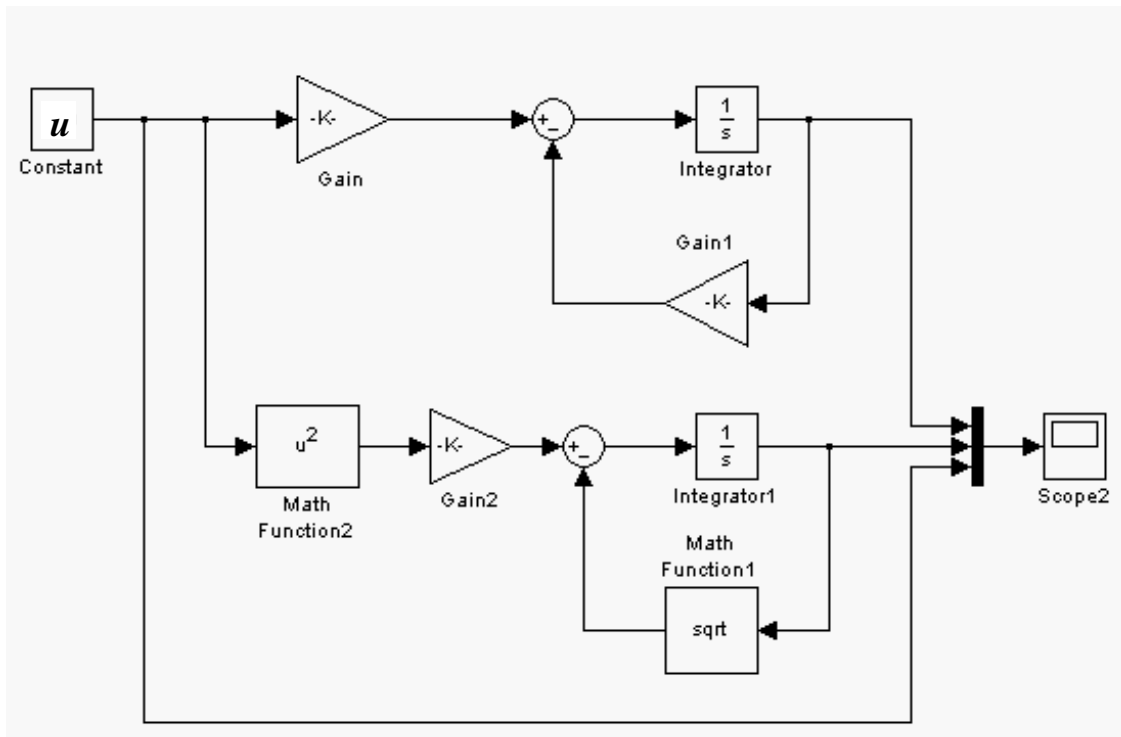 u
Constant
-K-
Gain
+
−
1
s
Integrator
Gain1
-K-
u²
Math
Function2
-K-
Gain2
+
−
1
s
Integrator1
Math
Function1
sqrt
Scope2